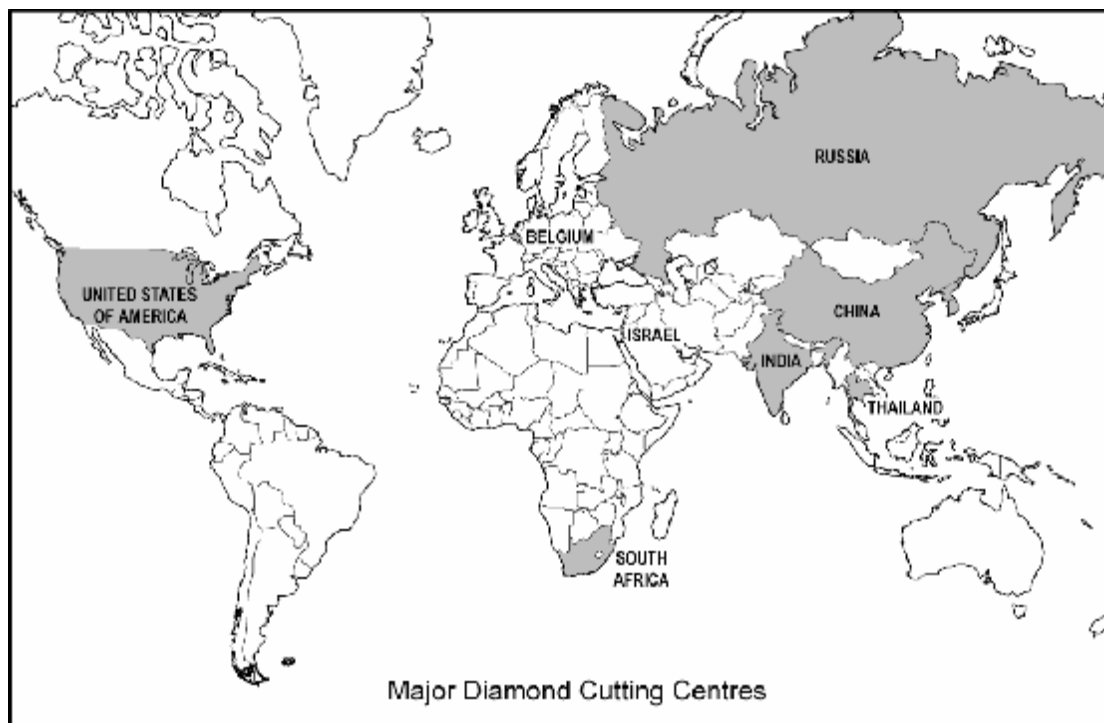 RUSSIA
BELGIUM
UNITED STATES
OF AMERICA
CHINA
ISRAEL
INDIA
THAILAND
SOUTH
AFRICA
Major Diamond Cutting Centres